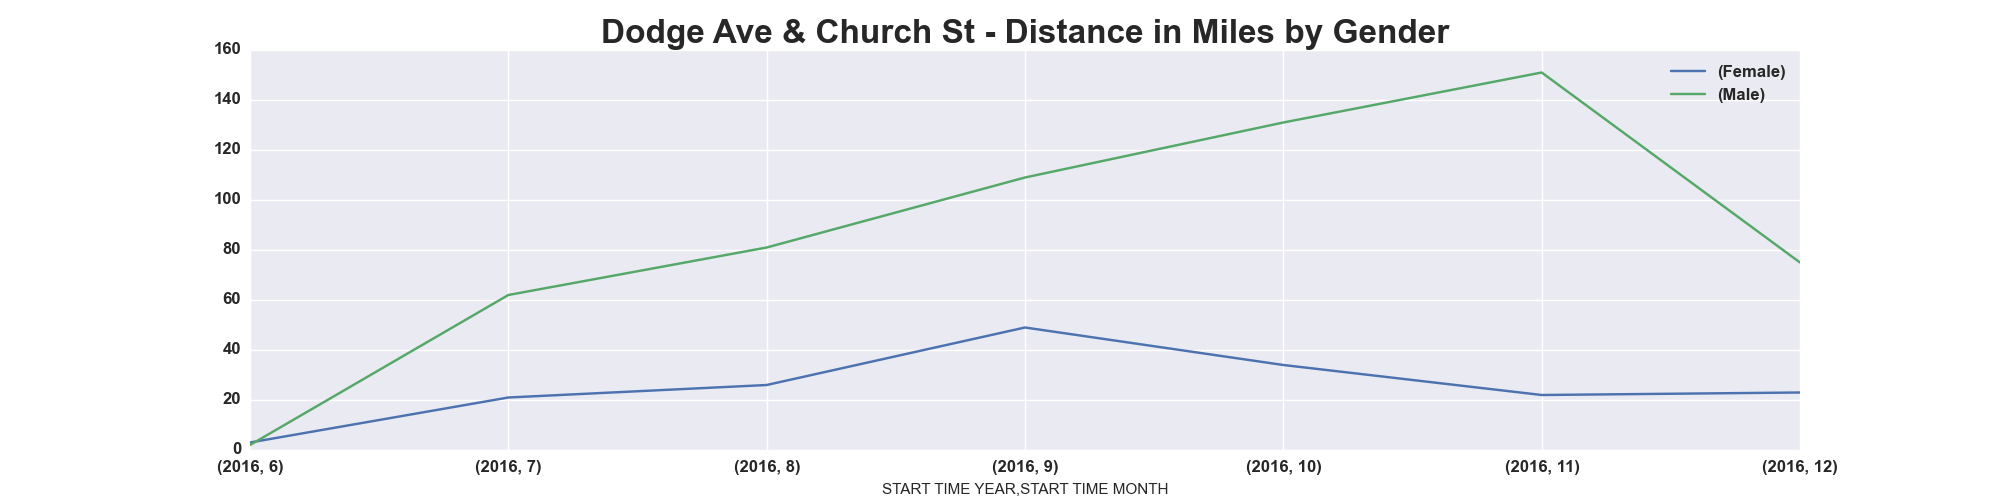 Dodge Ave & Church St - Distance in Miles by Gender
160
140
120
100
80
60
40
20
0
(Female)
(Male)
(2016, 6) (2016, 7) (2016, 8) (2016, 9) (2016, 10) (2016, 11) (2016, 12)
START TIME YEAR,START TIME MONTH